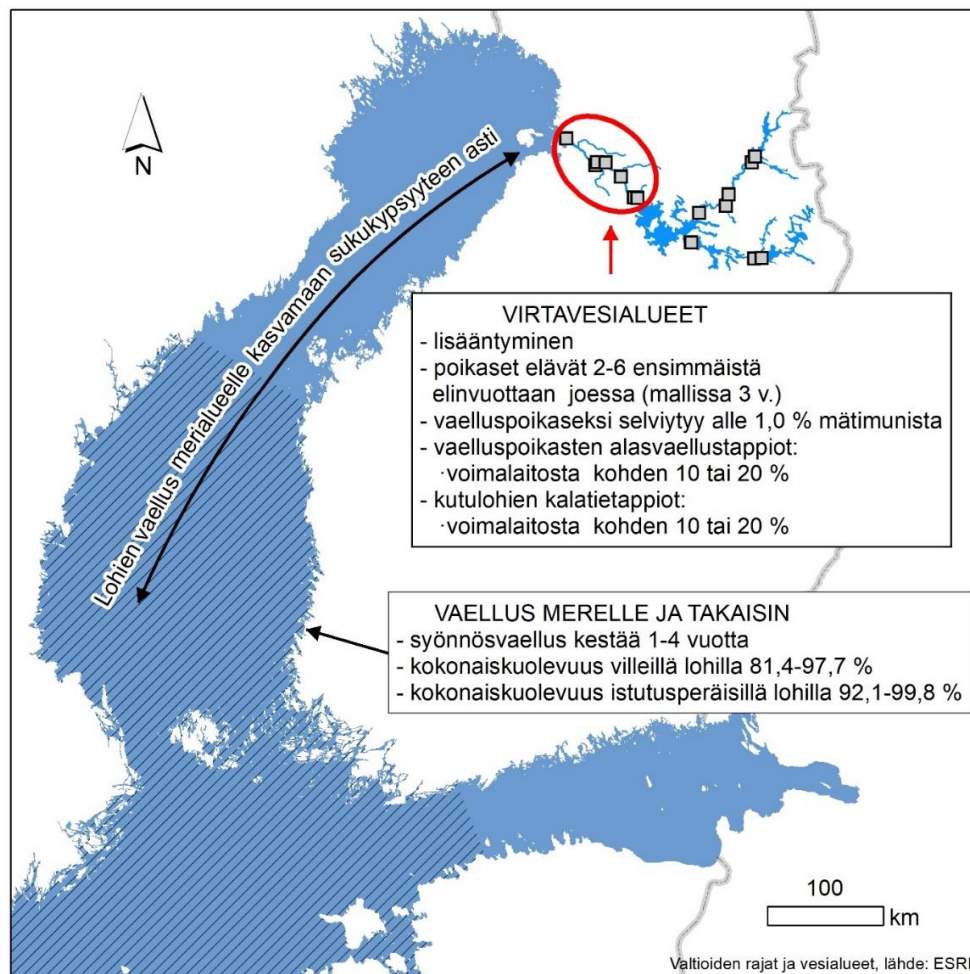 N
Lohien vaellus merialueelle kasvamaan sukukypsyyteen asti
VIRTAVESIALUEET
- lisääntyminen
- poikaset elävät 2-6 ensimmäistä
elinvuottaan joessa (mallissa 3 v.)
- vaelluspoikaseksi selviytyy alle 1,0 % mätimunista
- vaelluspoikasten alasvaellustappiot:
·voimalaitosta kohden 10 tai 20 %
- kutulohien kalatietappiot:
·voimalaitosta kohden 10 tai 20 %
VAELLUS MERELLE JA TAKAISIN
- syönnösvaellus kestää 1-4 vuotta
- kokonaiskuolevuus villeillä lohilla 81,4-97,7 %
- kokonaiskuolevuus istutusperäisillä lohilla 92,1-99,8 %
100
km
Valtioiden rajat ja vesialueet, lähde: ESRI